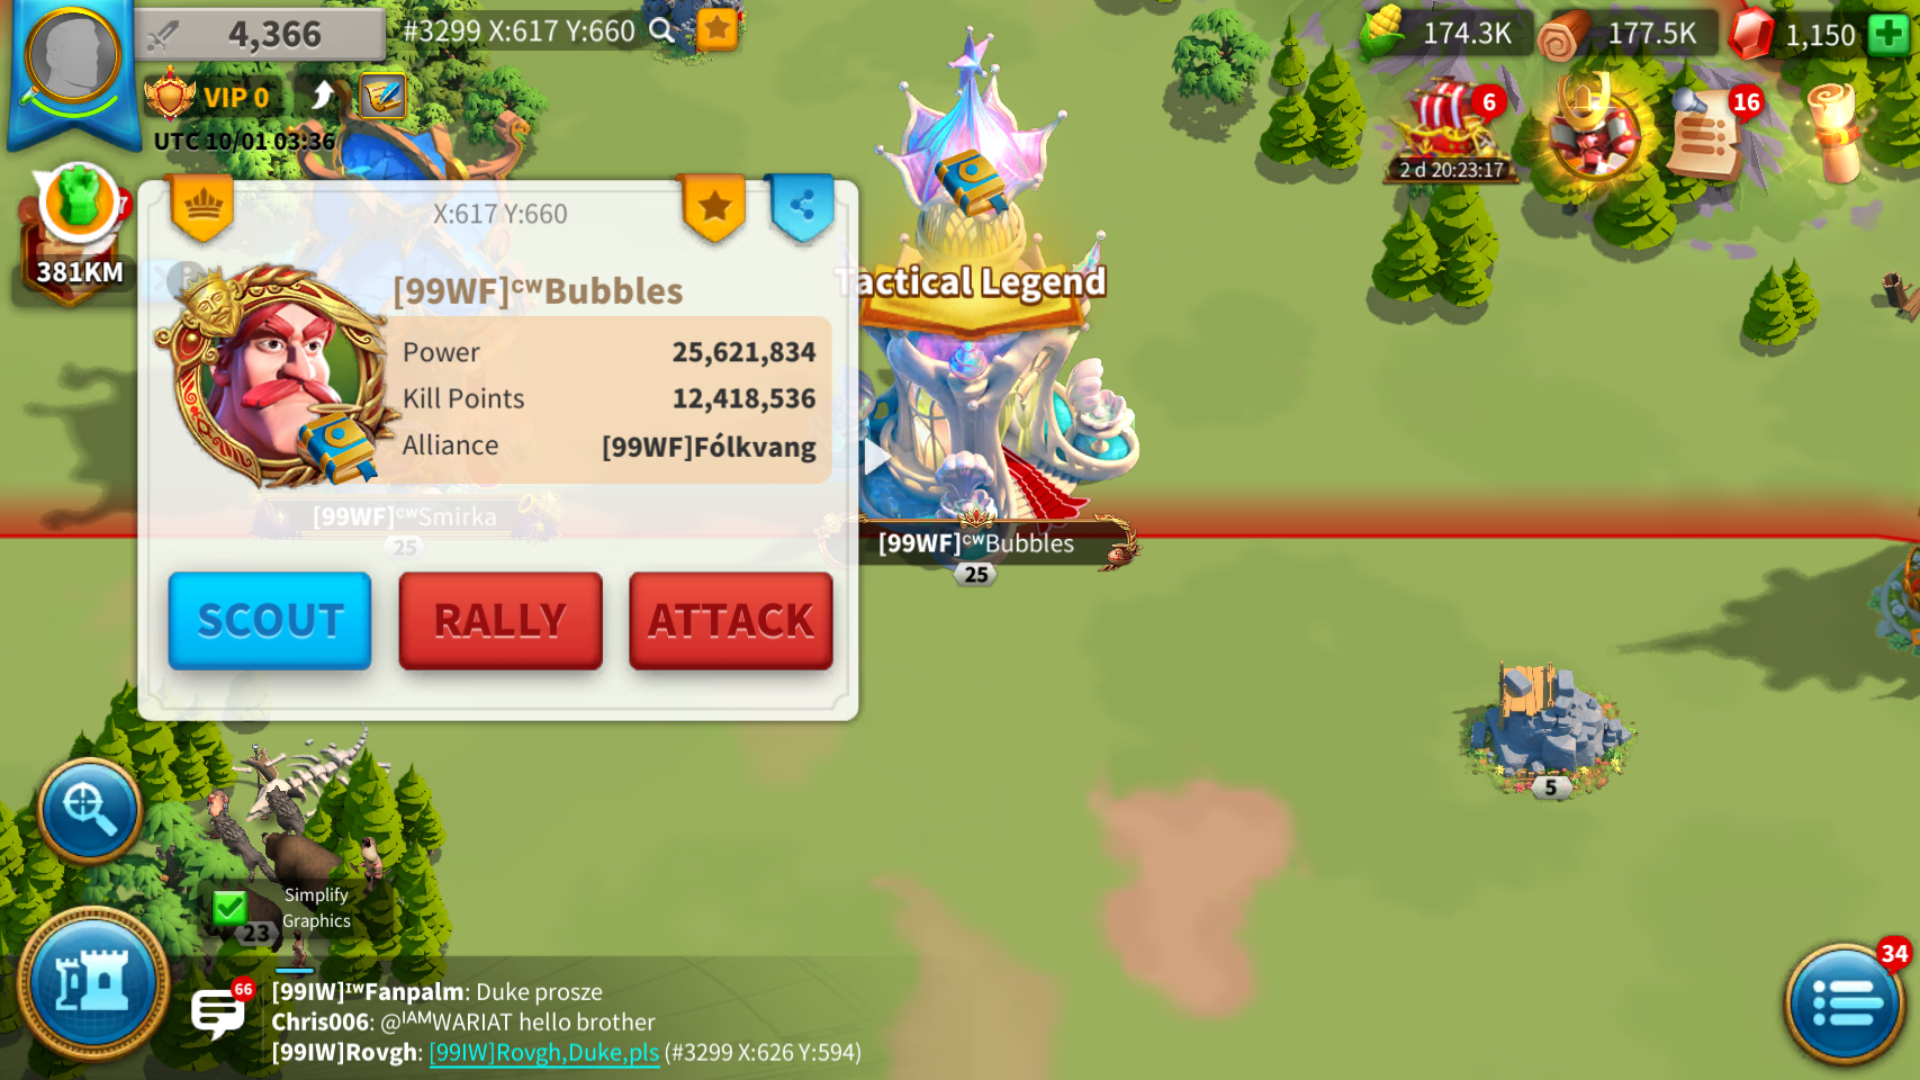 4,366
#3299 X:617 Y:660
174.3K
177.5K
1,150
VIP 0
UTC 10/01 03:36
6
2 d 20:23:17
16
7
381KM
X:617 Y:660
[99WF]ᶜᵂBubbles
Power 25,621,834
Kill Points 12,418,536
Alliance [99WF]Fólkvang
Tactical Legend
[99WF]ᶜᵂSmirka
25
[99WF]ᶜᵂBubbles
25
SCOUT
RALLY
ATTACK
5
Simplify
Graphics
23
34
66
[99IW]ᴵᵂFanpalm: Duke prosze
Chris006: @ᴵᴬᴹWARIAT hello brother
[99IW]Rovgh: [99IW]Rovgh,Duke,pls (#3299 X:626 Y:594)